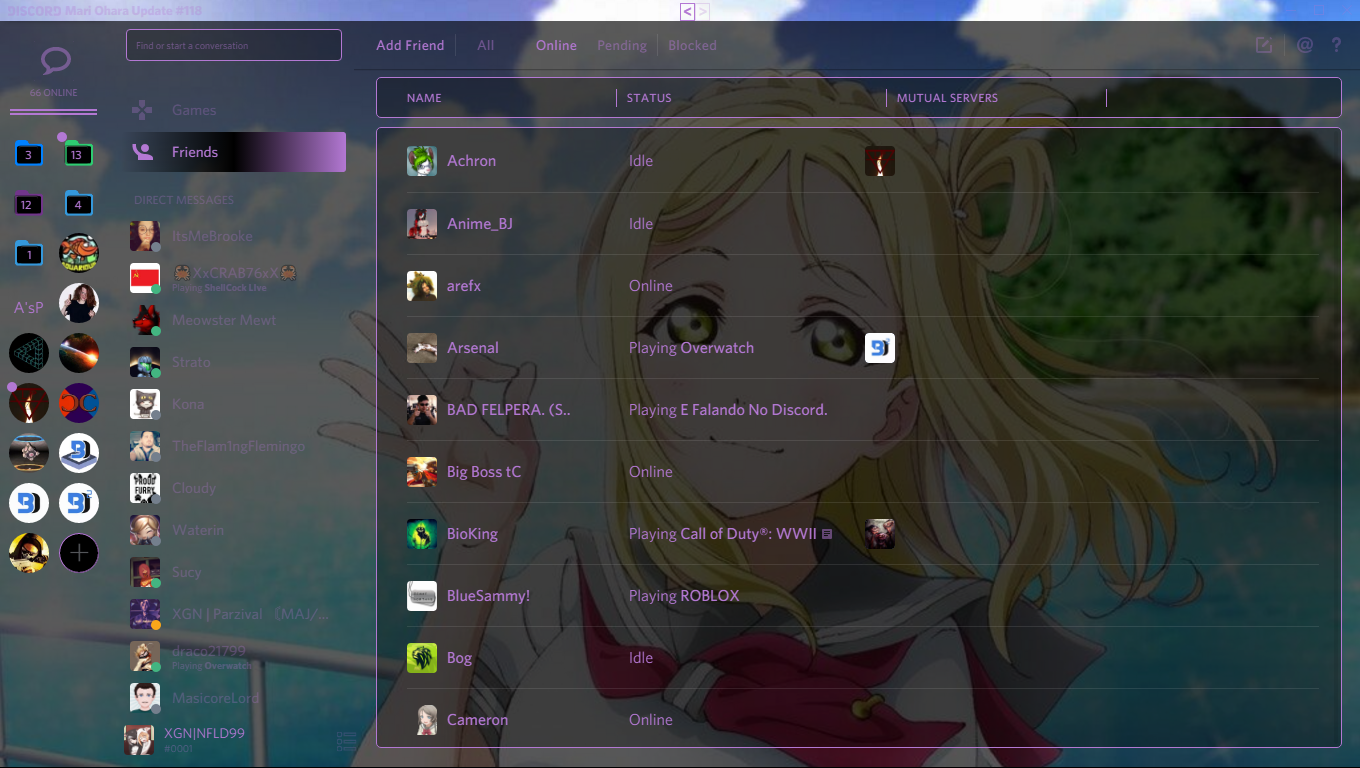 DISCORD Mari Ohara Update #118
< >
66 ONLINE
3
13
12
4
1
A'sP
Find or start a conversation
Games
Friends
DIRECT MESSAGES
ItsMeBrooke
🦀XxCRAB76xX🦀
Playing ShellCock Live
Meowster Mewt
Strato
Kona
TheFlam1ngFlemingo
PROUD FURRY
Cloudy
Waterin
Sucy
XGN | Parzival (MAJ/...
draco21799
Playing Overwatch
MasicoreLord
XGN|NFLD99
#0001
Add Friend All Online Pending Blocked @ ?
NAME STATUS MUTUAL SERVERS
Achron Idle
Anime_BJ Idle
arefx Online
Arsenal Playing Overwatch
BAD FELPERA. (S.. Playing E Falando No Discord.
Big Boss tC Online
BioKing Playing Call of Duty®: WWII
BlueSammy! Playing ROBLOX
Bog Idle
Cameron Online